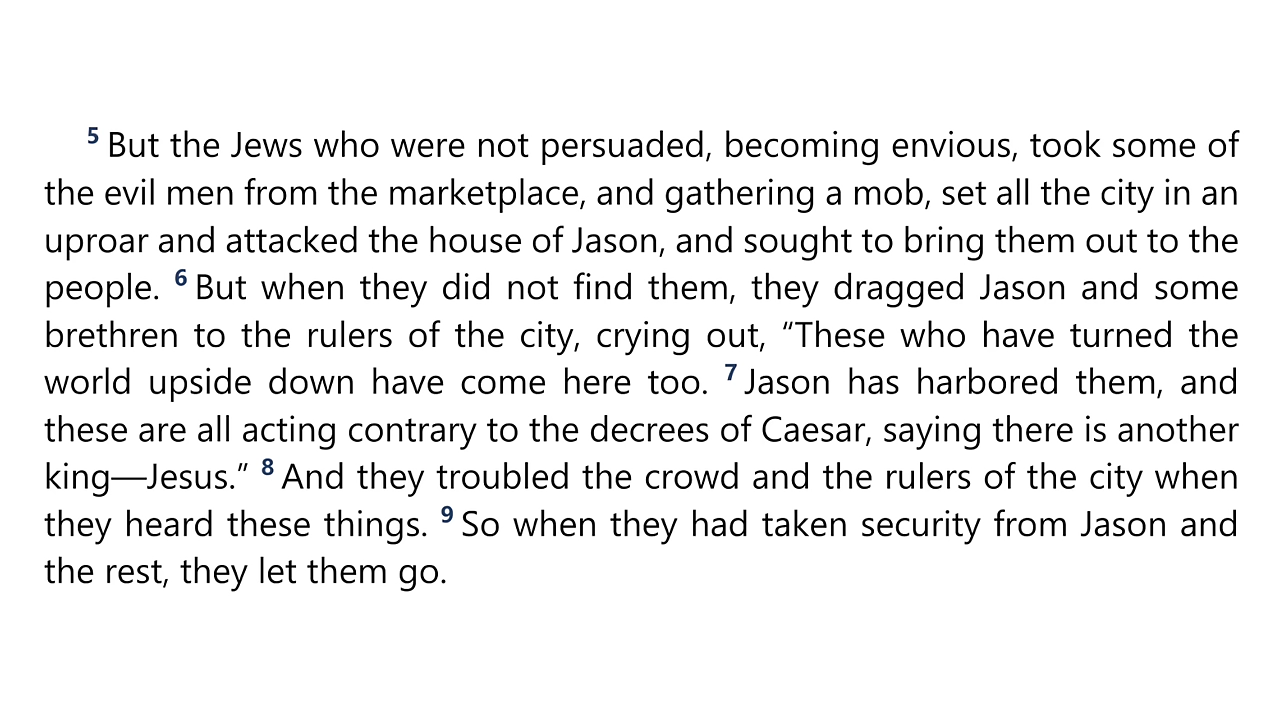 5 But the Jews who were not persuaded, becoming envious, took some of
the evil men from the marketplace, and gathering a mob, set all the city in an
uproar and attacked the house of Jason, and sought to bring them out to the
people. 6 But when they did not find them, they dragged Jason and some
brethren to the rulers of the city, crying out, “These who have turned the
world upside down have come here too. 7 Jason has harbored them, and
these are all acting contrary to the decrees of Caesar, saying there is another
king—Jesus.” 8 And they troubled the crowd and the rulers of the city when
they heard these things. 9 So when they had taken security from Jason and
the rest, they let them go.